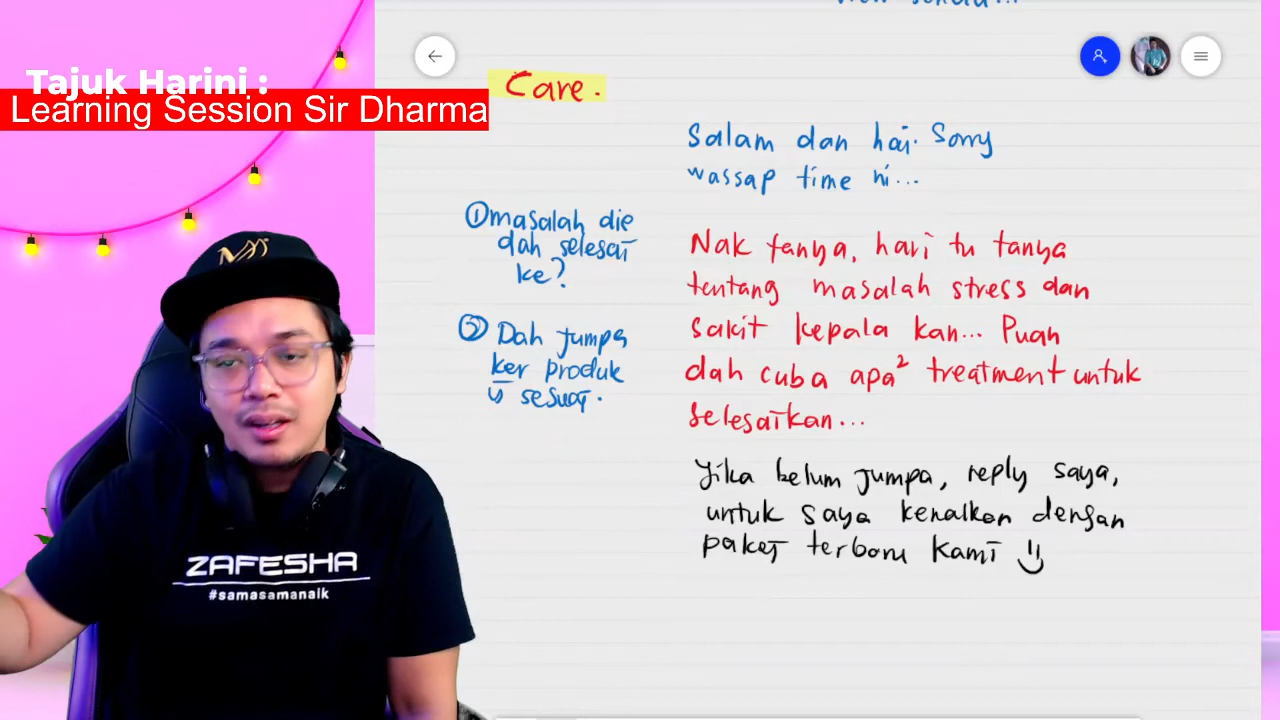 Tajuk Harini :
Learning Session Sir Dharma
Care.
Salam dan hai. Sorry
wassap time ni...
① masalah die
dah selesai
ke?
② Dah jumpa
ker produk
yg sesuai.
Nak tanya, hari tu tanya
tentang masalah stress dan
sakit kepala kan... Puan
dah cuba apa² treatment untuk
selesaikan...
Jika belum jumpa, reply saya,
untuk saya kenalkan dengan
pakej terbaru kami
ZAFESHA
#samasamanaik